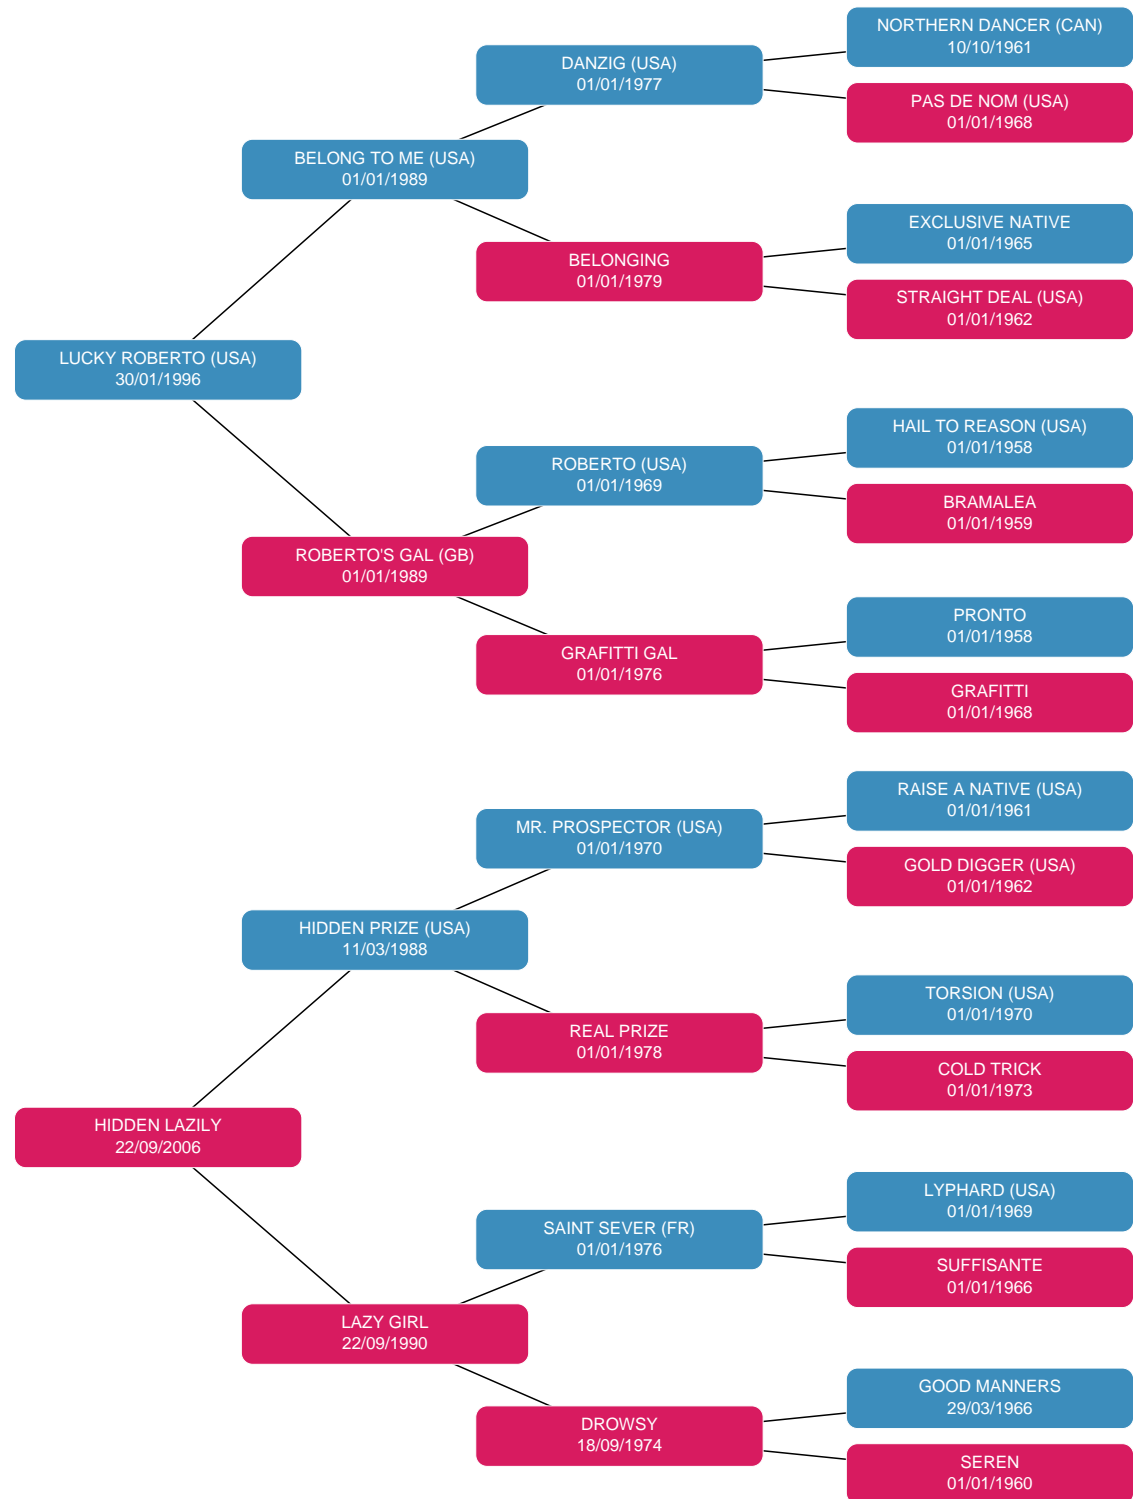 NORTHERN DANCER (CAN)
10/10/1961
DANZIG (USA)
01/01/1977
PAS DE NOM (USA)
01/01/1968
BELONG TO ME (USA)
01/01/1989
EXCLUSIVE NATIVE
01/01/1965
BELONGING
01/01/1979
STRAIGHT DEAL (USA)
01/01/1962
LUCKY ROBERTO (USA)
30/01/1996
HAIL TO REASON (USA)
01/01/1958
ROBERTO (USA)
01/01/1969
BRAMALEA
01/01/1959
ROBERTO'S GAL (GB)
01/01/1989
PRONTO
01/01/1958
GRAFITTI GAL
01/01/1976
GRAFITTI
01/01/1968
RAISE A NATIVE (USA)
01/01/1961
MR. PROSPECTOR (USA)
01/01/1970
GOLD DIGGER (USA)
01/01/1962
HIDDEN PRIZE (USA)
11/03/1988
TORSION (USA)
01/01/1970
REAL PRIZE
01/01/1978
COLD TRICK
01/01/1973
HIDDEN LAZILY
22/09/2006
LYPHARD (USA)
01/01/1969
SAINT SEVER (FR)
01/01/1976
SUFFISANTE
01/01/1966
LAZY GIRL
22/09/1990
GOOD MANNERS
29/03/1966
DROWSY
18/09/1974
SEREN
01/01/1960